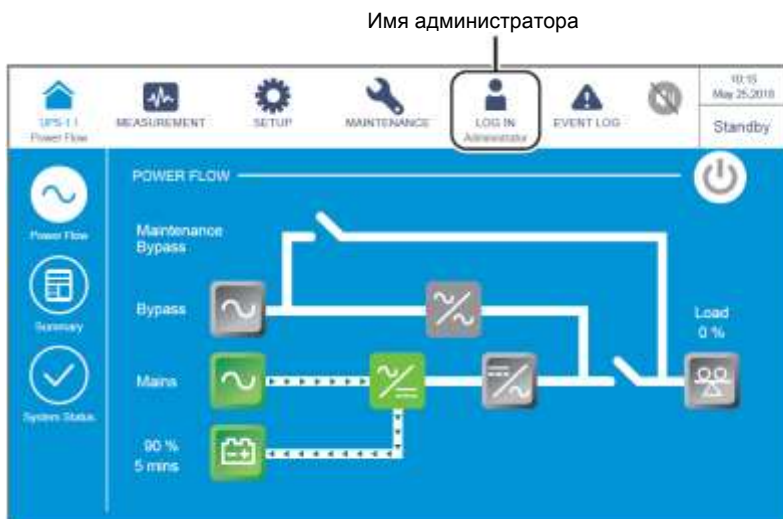 Имя администратора
10:15
May 25,2018
UPS-1.1
MEASUREMENT
SETUP
MAINTENANCE
LOG IN
EVENT LOG
Standby
Power Flow
Administrator
POWER FLOW
Maintenance
Bypass
Power Flow
Bypass
Load
0 %
Summary
Mains
System Status
90 %
5 mins